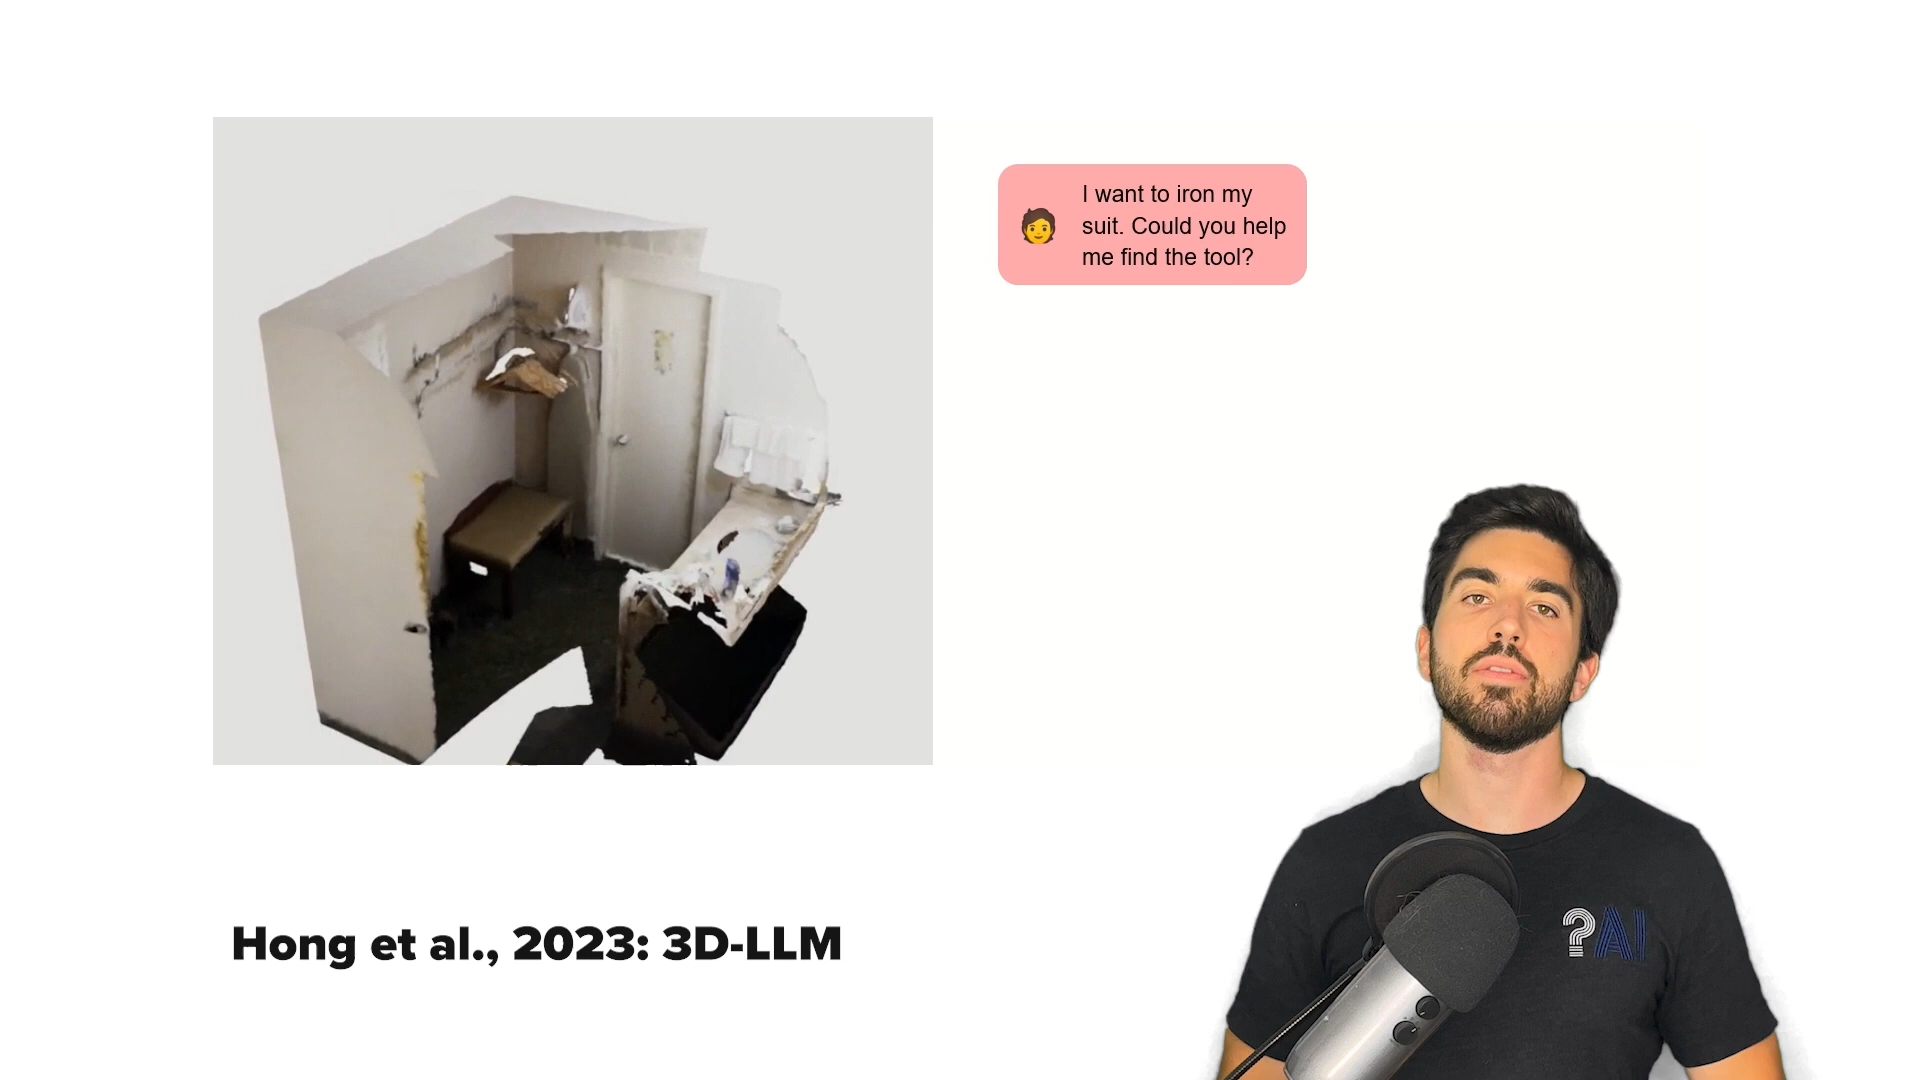 I want to iron my
suit. Could you help
me find the tool?
Hong et al., 2023: 3D-LLM
?AI